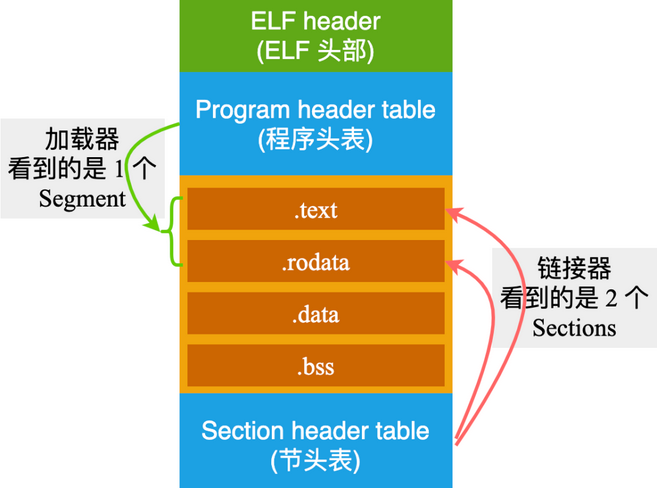 ELF header
(ELF 头部)
Program header table
(程序头表)
加载器
看到的是 1 个
Segment
.text
.rodata
.data
.bss
链接器
看到的是 2 个
Sections
Section header table
(节头表)